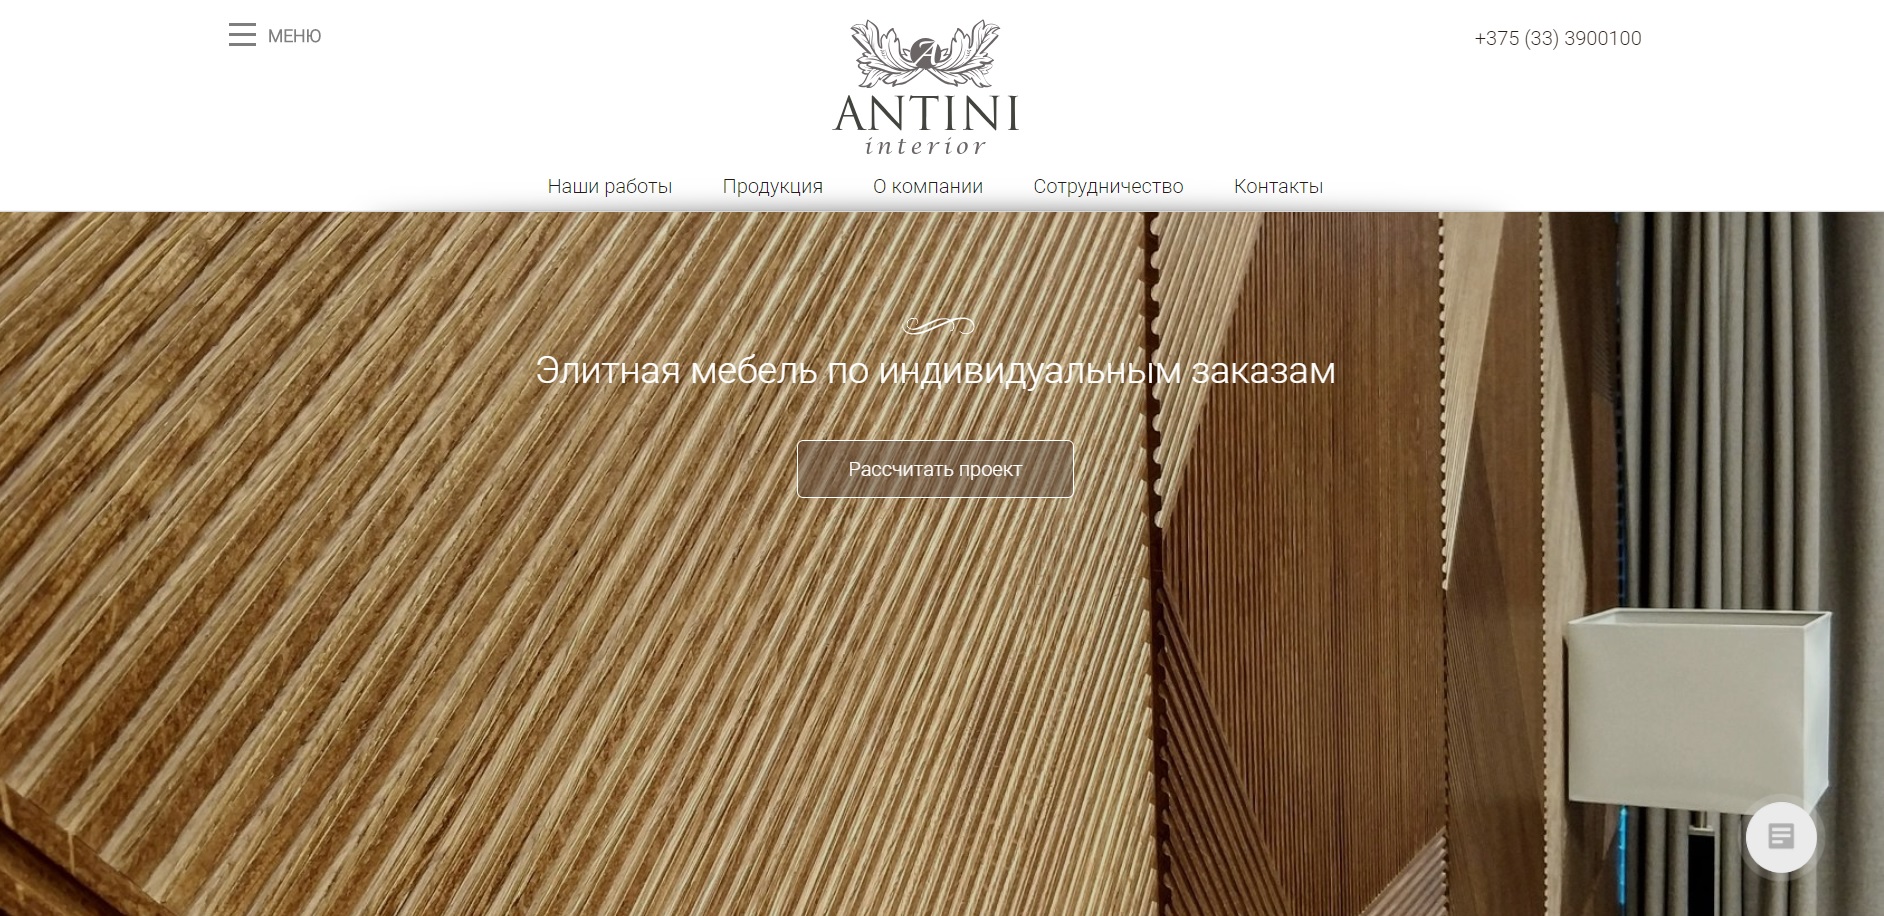 МЕНЮ
+375 (33) 3900100
A
ANTINI
interior
Наши работы Продукция О компании Сотрудничество Контакты
Элитная мебель по индивидуальным заказам
Рассчитать проект